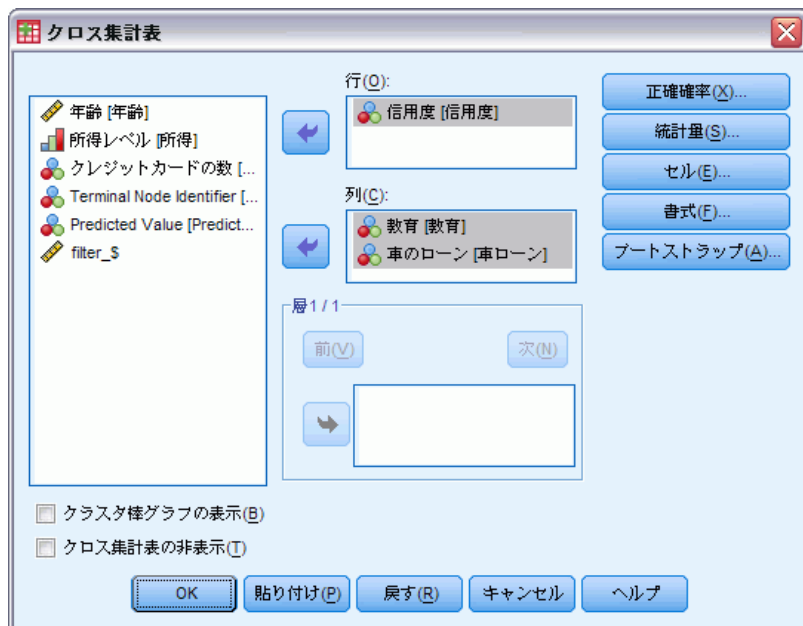 クロス集計表
年齢 [年齢]
所得レベル [所得]
クレジットカードの数 [...
Terminal Node Identifier [...
Predicted Value [Predict...
filter_$
行(O):
信用度 [信用度]
列(C):
教育 [教育]
車のローン [車ローン]
層1 / 1
前(V)
次(N)
正確確率(X)...
統計量(S)...
セル(E)...
書式(F)...
ブートストラップ(A)...
クラスタ棒グラフの表示(B)
クロス集計表の非表示(T)
OK
貼り付け(P)
戻す(R)
キャンセル
ヘルプ